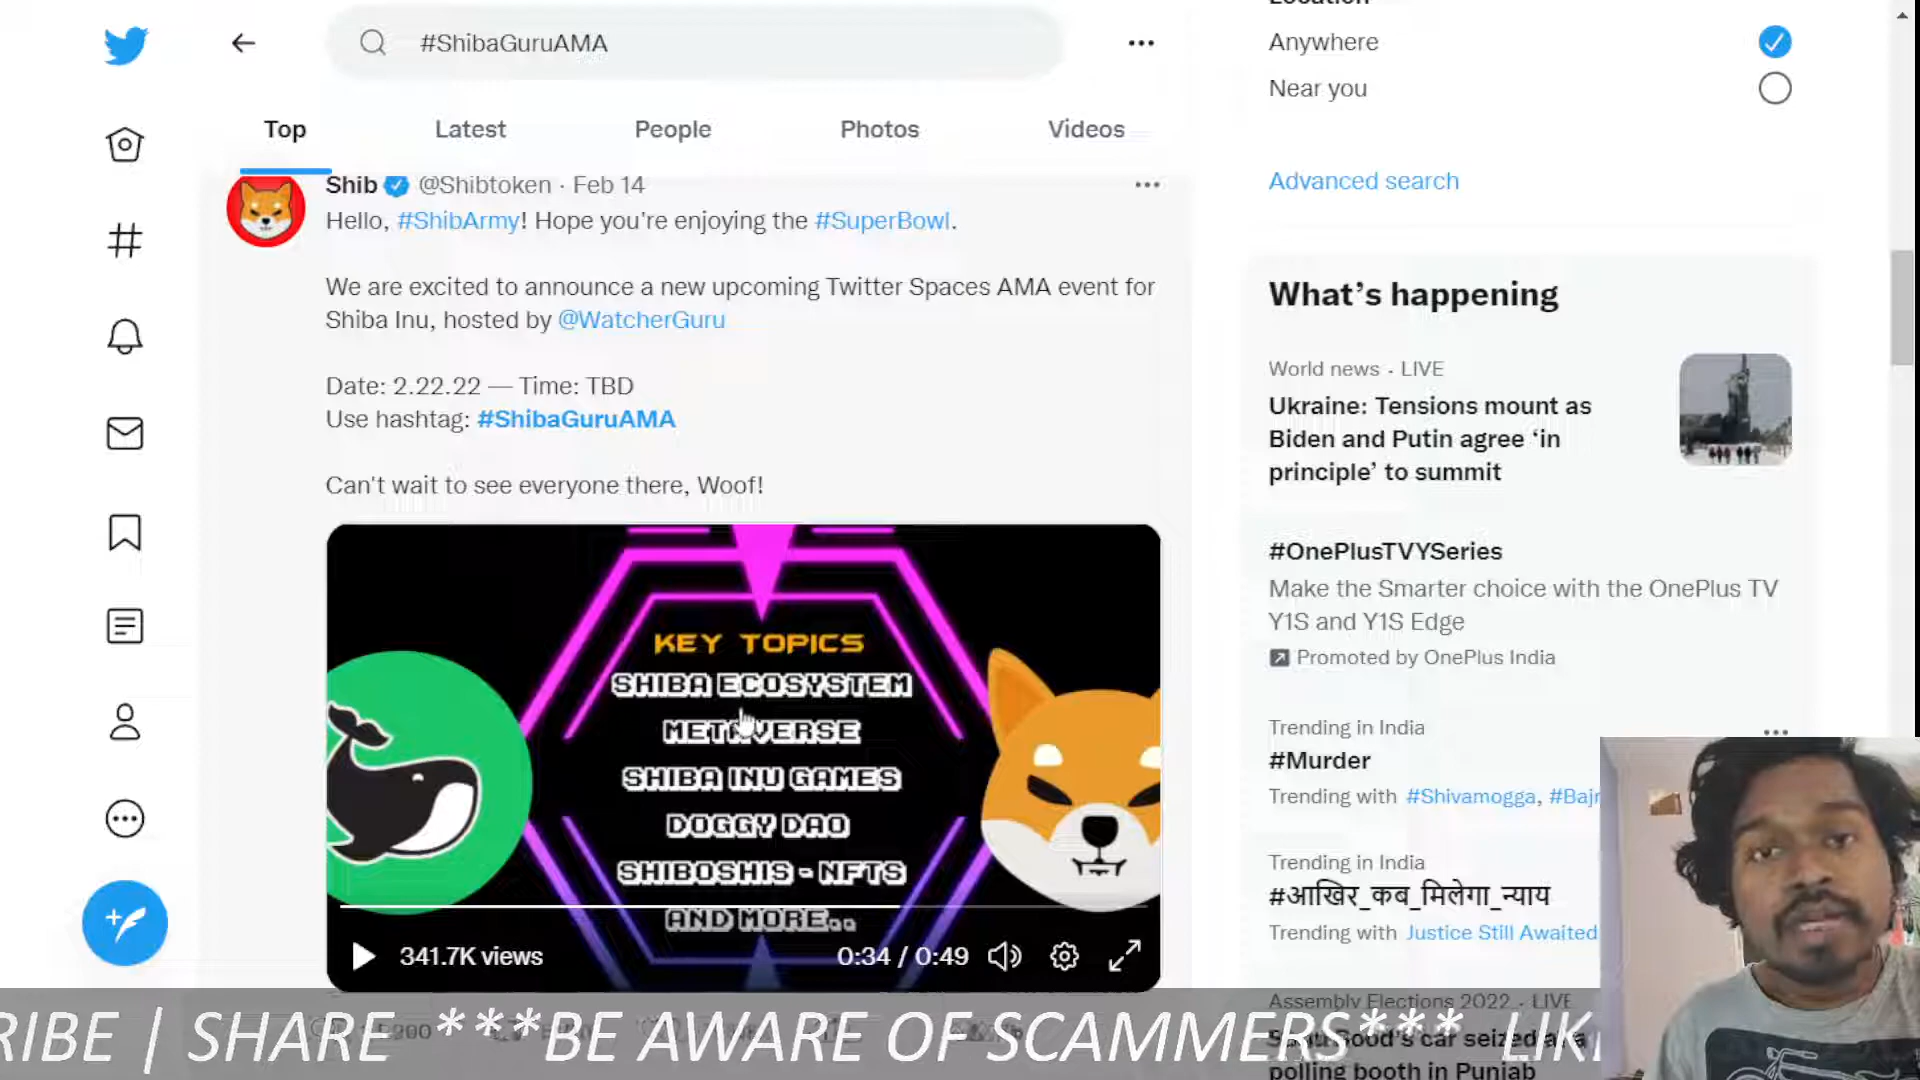 #ShibaGuruAMA
Top
Latest
People
Photos
Videos
Shib @Shibtoken · Feb 14
Hello, #ShibArmy! Hope you're enjoying the #SuperBowl.
We are excited to announce a new upcoming Twitter Spaces AMA event for
Shiba Inu, hosted by @WatcherGuru
Date: 2.22.22 — Time: TBD
Use hashtag: #ShibaGuruAMA
Can't wait to see everyone there, Woof!
KEY TOPICS
SHIBA ECOSYSTEM
METAVERSE
SHIBA INU GAMES
DOGGY DAO
SHIBOSHIS - NFTS
AND MORE..
341.7K views
0:34 / 0:49
Location
Anywhere
Near you
Advanced search
What's happening
World news · LIVE
Ukraine: Tensions mount as
Biden and Putin agree ‘in
principle’ to summit
#OnePlusTVYSeries
Make the Smarter choice with the OnePlus TV
Y1S and Y1S Edge
Promoted by OnePlus India
Trending in India
#Murder
Trending with #Shivamogga, #Bajr
Trending in India
#आखिर_कब_मिलेगा_न्याय
Trending with Justice Still Awaited
Assembly Elections 2022 · LIVE
Sood's car seized
polling booth in Punjab
RIBE | SHARE ***BE AWARE OF SCAMMERS*** LIK